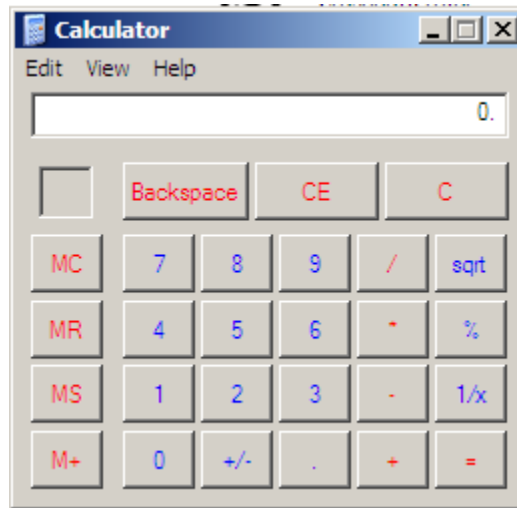 Calculator
Edit View Help
0.
Backspace CE C
MC 7 8 9 / sqrt
MR 4 5 6 * %
MS 1 2 3 - 1/x
M+ 0 +/- . + =